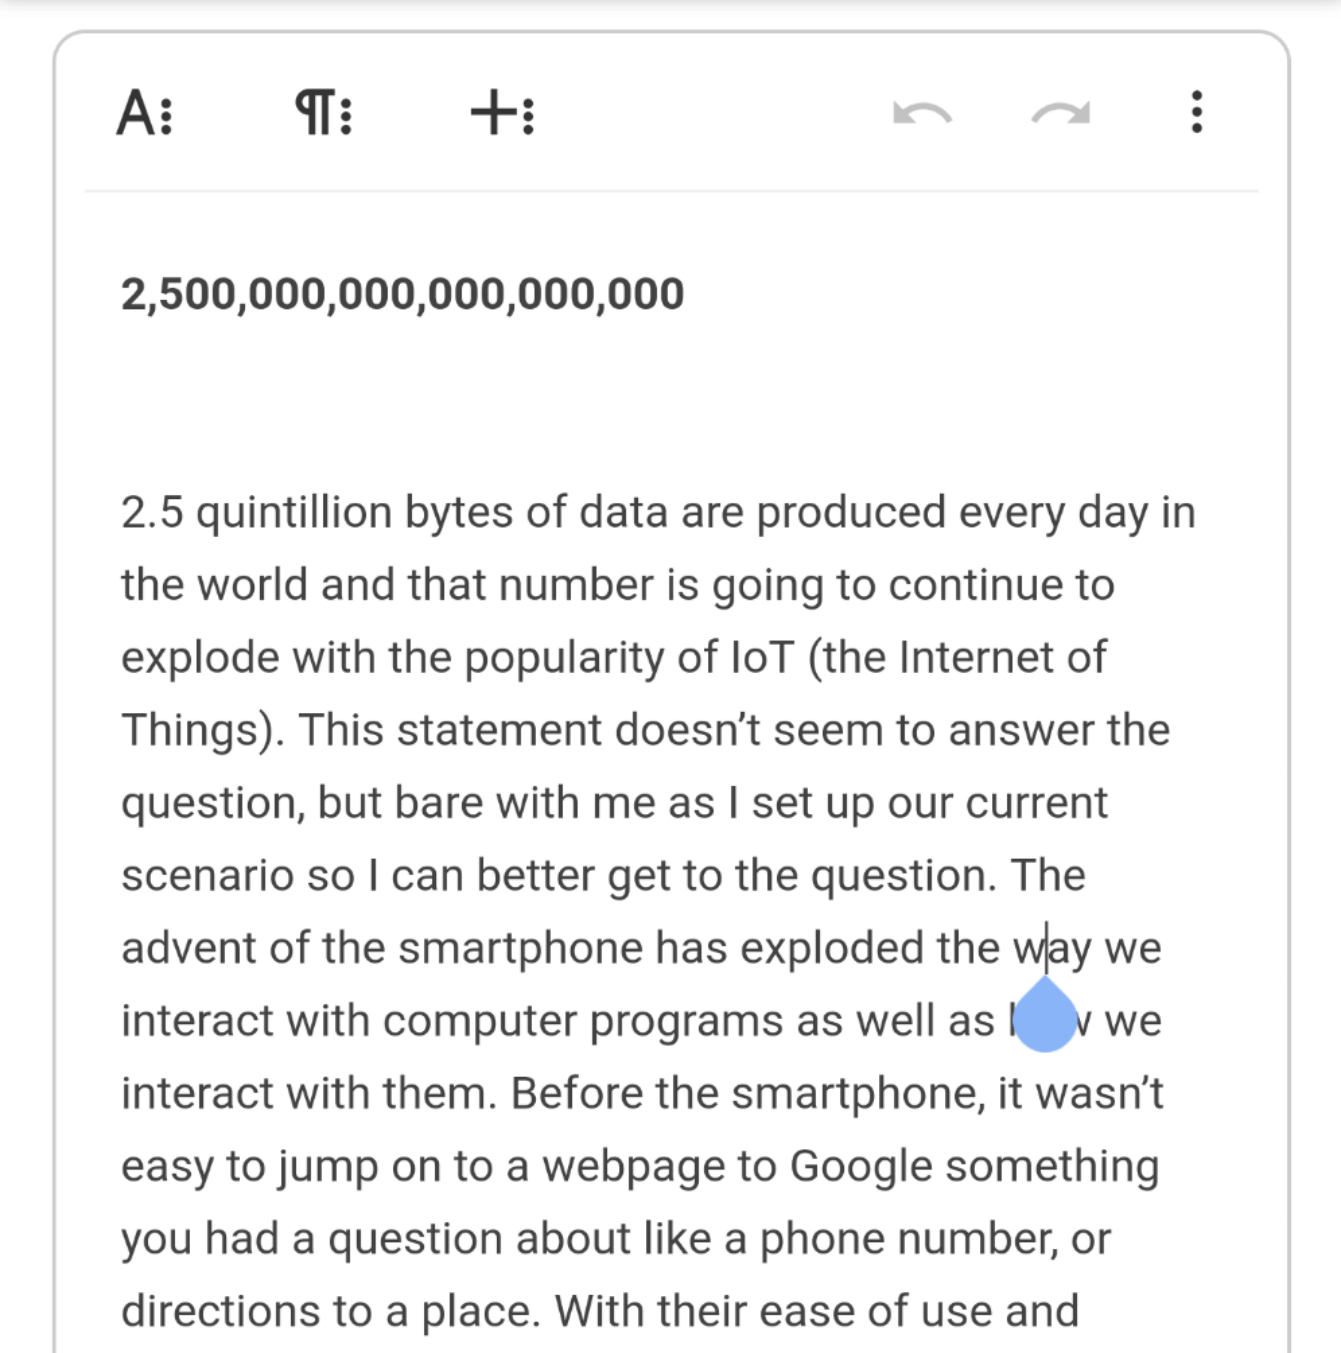 A
¶
2,500,000,000,000,000,000
2.5 quintillion bytes of data are produced every day in
the world and that number is going to continue to
explode with the popularity of IoT (the Internet of
Things). This statement doesn’t seem to answer the
question, but bare with me as I set up our current
scenario so I can better get to the question. The
advent of the smartphone has exploded the way we
interact with computer programs as well as we
interact with them. Before the smartphone, it wasn’t
easy to jump on to a webpage to Google something
you had a question about like a phone number, or
directions to a place. With their ease of use and